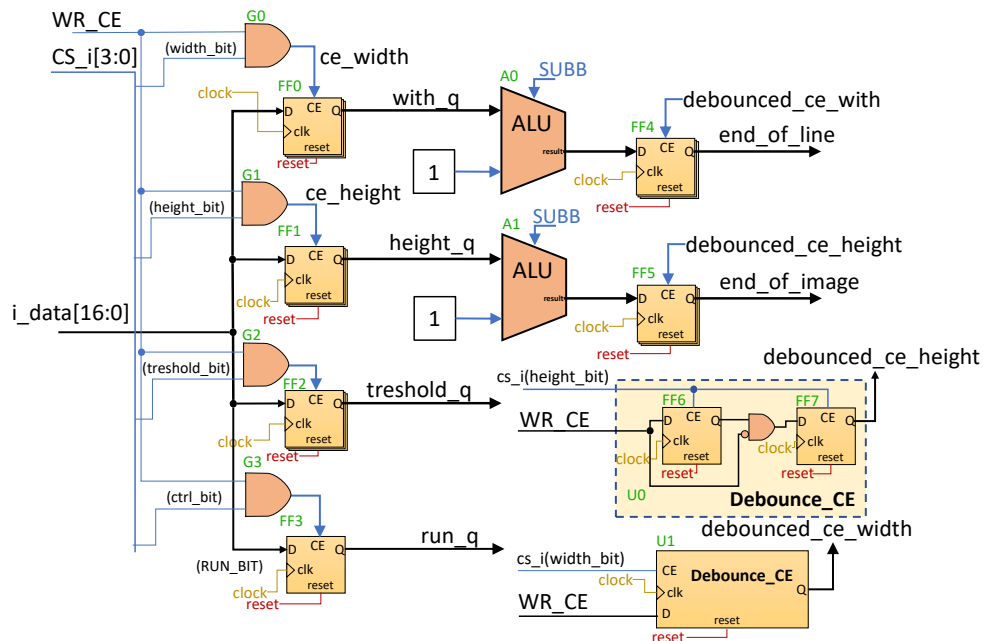 WR_CE
CS_i[3:0]
G0
(width_bit)
ce_width
clock
FF0
D CE Q
clk
reset
reset
with_q
A0
SUBB
ALU
result
1
debounced_ce_with
FF4
D CE Q
clk
reset
clock
reset
end_of_line
G1
(height_bit)
ce_height
FF1
D CE Q
clk
reset
clock
reset
height_q
A1
SUBB
ALU
result
1
debounced_ce_height
FF5
D CE Q
clk
reset
clock
reset
end_of_image
i_data[16:0]
G2
(treshold_bit)
FF2
D CE Q
clk
reset
clock
reset
treshold_q
debounced_ce_height
cs_i(height_bit)
WR_CE
FF6
D CE Q
clk
reset
clock
reset
FF7
D CE Q
clk
reset
clock
reset
U0
Debounce_CE
G3
(ctrl_bit)
FF3
D CE Q
clk
reset
(RUN_BIT)
clock
reset
run_q
debounced_ce_width
U1
cs_i(width_bit)
CE
Debounce_CE
clock
clk
Q
WR_CE
D
reset
reset